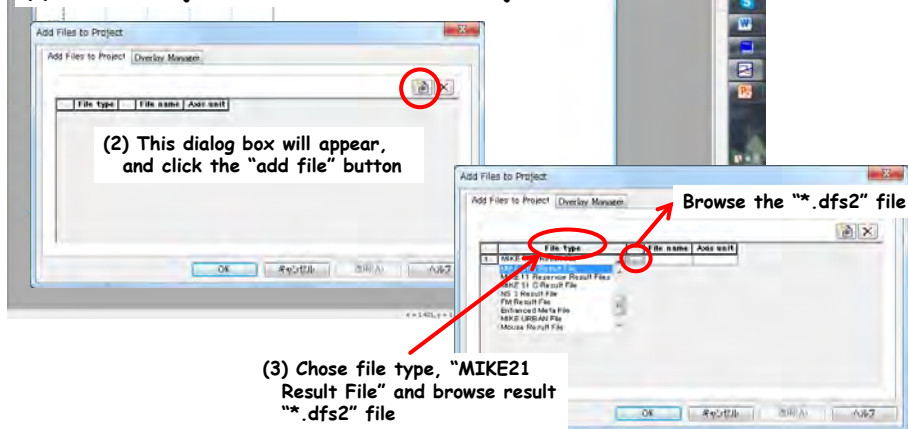 Add Files to Project
Add Files to Project Overlay Manager
File type File name Axis unit
(2) This dialog box will appear,
and click the “add file” button
OK キャンセル ヘルプ
Add Files to Project
Add Files to Project Overlay Manager
Browse the “*.dfs2” file
File type File name Axis unit
1 MIKE
Result File
MIKE 11 Reservoir Result Files
MIKE 51 G Result File
NS 3 Result File
FM Result File
Enhanced Meta File
MIKE URBAN File
Mouse Result File
(3) Chose file type, “MIKE21
Result File” and browse result
“*.dfs2” file
OK キャンセル ヘルプ